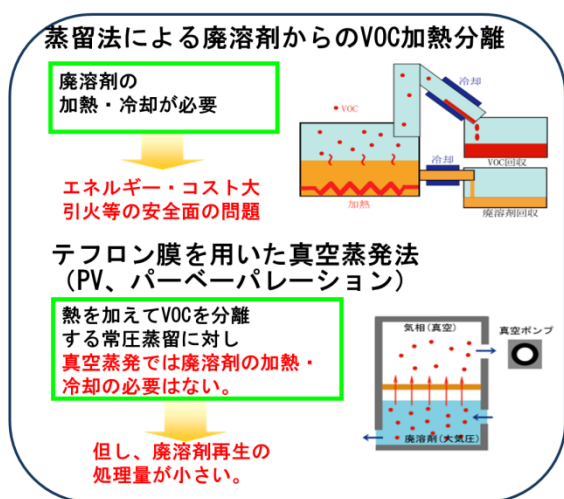 蒸留法による廃溶剤からのVOC加熱分離
廃溶剤の
加熱・冷却が必要
エネルギー・コスト大
引火等の安全面の問題
VOC
冷却
VOC回収
冷却
加熱
廃溶剤回収
テフロン膜を用いた真空蒸発法
(PV、パーベーパレーション)
熱を加えてVOCを分離
する常圧蒸留に対し
真空蒸発では廃溶剤の加熱・
冷却の必要はない。
但し、廃溶剤再生の
処理量が小さい。
気相(真空)
真空ポンプ
廃溶剤(大気圧)